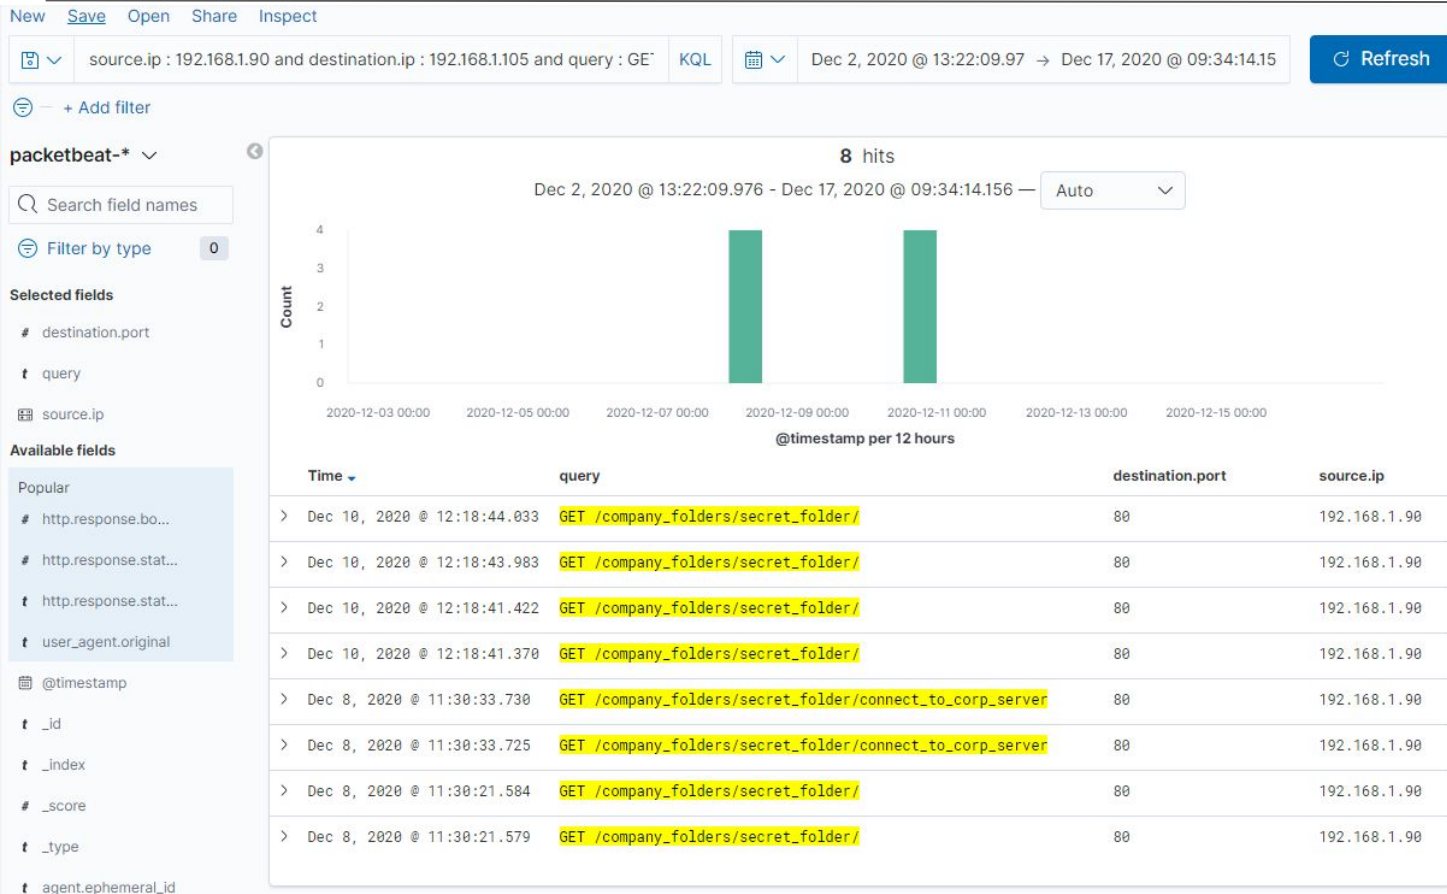 New Save Open Share Inspect
source.ip : 192.168.1.90 and destination.ip : 192.168.1.105 and query : GET KQL Dec 2, 2020 @ 13:22:09.97 → Dec 17, 2020 @ 09:34:14.15 Refresh
+ Add filter
packetbeat-*
Search field names
Filter by type 0
Selected fields
# destination.port
t query
source.ip
Available fields
Popular
# http.response.bo...
# http.response.stat...
t http.response.stat...
t user_agent.original
@timestamp
t _id
t _index
# _score
t _type
t agent.ephemeral_id
8 hits
Dec 2, 2020 @ 13:22:09.976 - Dec 17, 2020 @ 09:34:14.156 — Auto
Count
4
3
2
1
0
2020-12-03 00:00 2020-12-05 00:00 2020-12-07 00:00 2020-12-09 00:00 2020-12-11 00:00 2020-12-13 00:00 2020-12-15 00:00
@timestamp per 12 hours
Time query destination.port source.ip
> Dec 10, 2020 @ 12:18:44.033 GET /company_folders/secret_folder/ 80 192.168.1.90
> Dec 10, 2020 @ 12:18:43.983 GET /company_folders/secret_folder/ 80 192.168.1.90
> Dec 10, 2020 @ 12:18:41.422 GET /company_folders/secret_folder/ 80 192.168.1.90
> Dec 10, 2020 @ 12:18:41.370 GET /company_folders/secret_folder/ 80 192.168.1.90
> Dec 8, 2020 @ 11:30:33.730 GET /company_folders/secret_folder/connect_to_corp_server 80 192.168.1.90
> Dec 8, 2020 @ 11:30:33.725 GET /company_folders/secret_folder/connect_to_corp_server 80 192.168.1.90
> Dec 8, 2020 @ 11:30:21.584 GET /company_folders/secret_folder/ 80 192.168.1.90
> Dec 8, 2020 @ 11:30:21.579 GET /company_folders/secret_folder/ 80 192.168.1.90